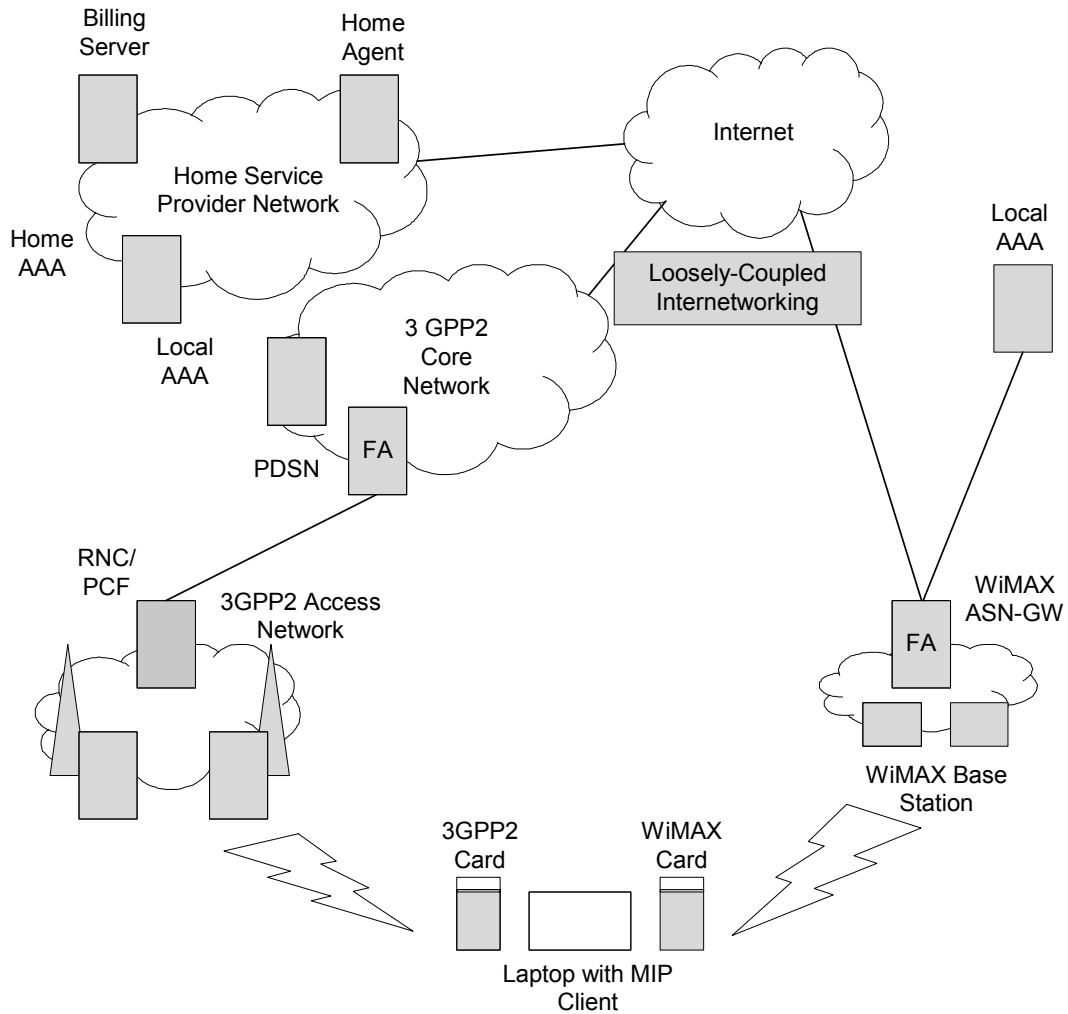 Billing
Server
Home
Agent
Internet
Home Service
Provider Network
Local
AAA
Home
AAA
Loosely-Coupled
Internetworking
3 GPP2
Core
Network
Local
AAA
FA
PDSN
RNC/
PCF
3GPP2 Access
Network
WiMAX
ASN-GW
FA
WiMAX Base
Station
3GPP2
Card
WiMAX
Card
Laptop with MIP
Client